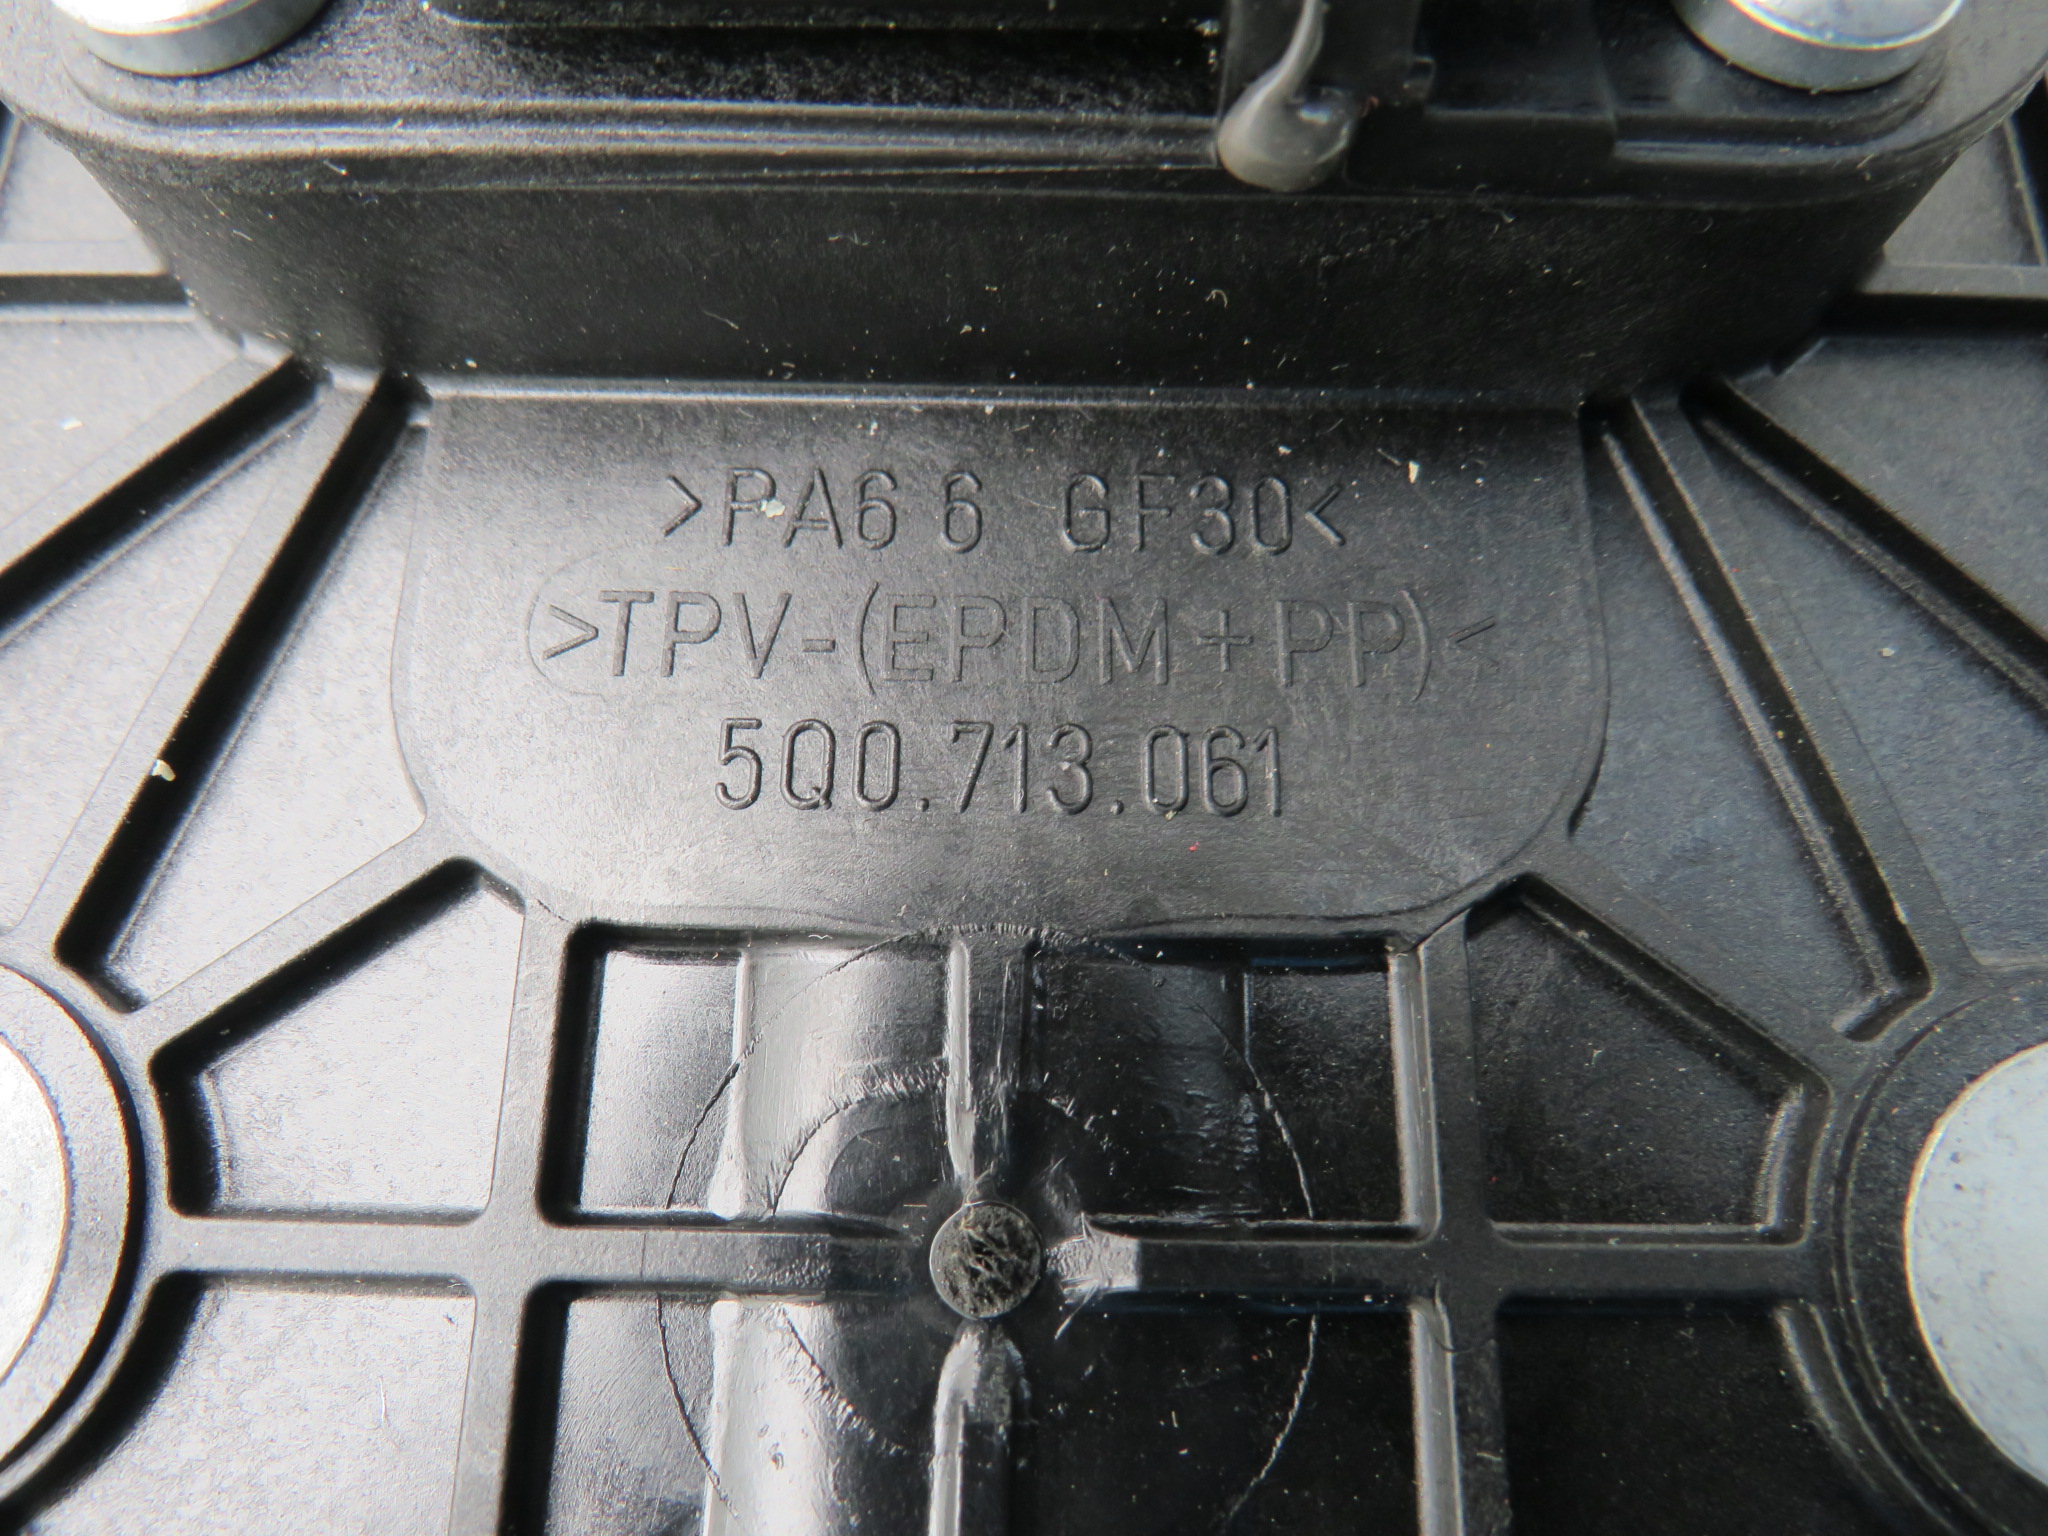 >PA6 6 GF30<
>TPV-(EPDM+PP)<
5Q0.713.061